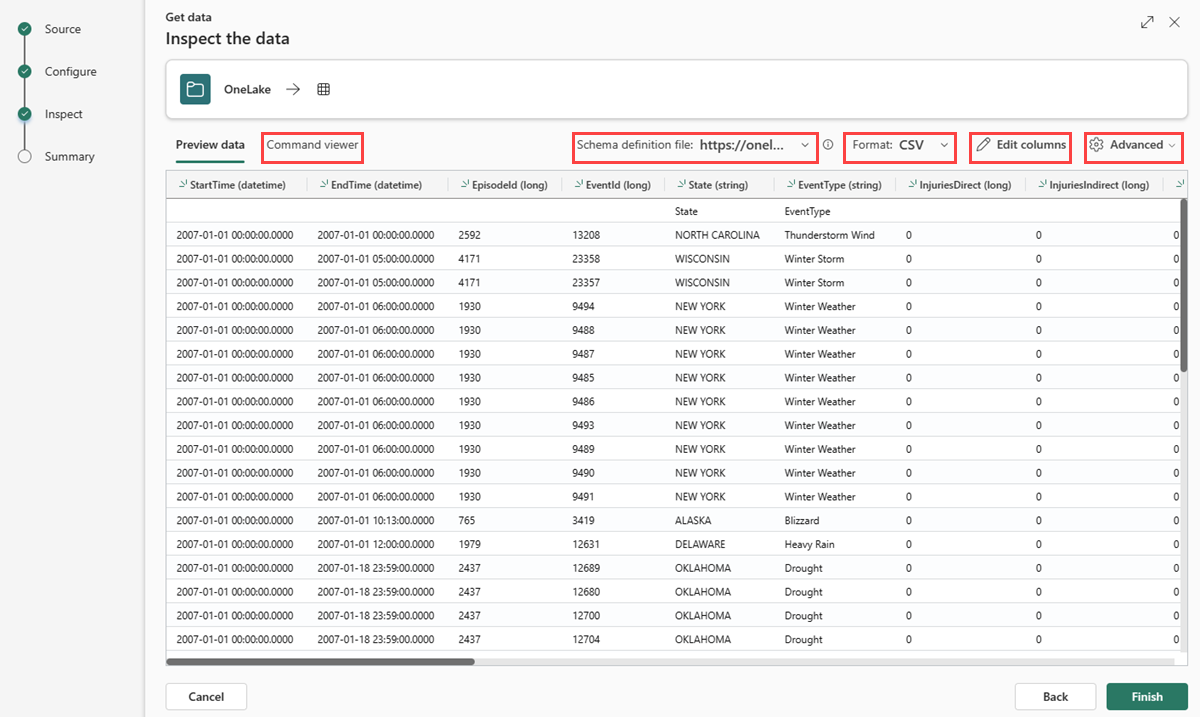 Source
Configure
Inspect
Summary
Get data
Inspect the data
OneLake
Preview data Command viewer Schema definition file: https://onel... Format: CSV Edit columns Advanced
StartTime (datetime) EndTime (datetime) EpisodeId (long) EventId (long) State (string) EventType (string) InjuriesDirect (long) InjuriesIndirect (long)
State EventType
2007-01-01 00:00:00.0000 2007-01-01 00:00:00.0000 2592 13208 NORTH CAROLINA Thunderstorm Wind 0 0 0
2007-01-01 00:00:00.0000 2007-01-01 05:00:00.0000 4171 23358 WISCONSIN Winter Storm 0 0 0
2007-01-01 00:00:00.0000 2007-01-01 05:00:00.0000 4171 23357 WISCONSIN Winter Storm 0 0 0
2007-01-01 00:00:00.0000 2007-01-01 06:00:00.0000 1930 9494 NEW YORK Winter Weather 0 0 0
2007-01-01 00:00:00.0000 2007-01-01 06:00:00.0000 1930 9488 NEW YORK Winter Weather 0 0 0
2007-01-01 00:00:00.0000 2007-01-01 06:00:00.0000 1930 9487 NEW YORK Winter Weather 0 0 0
2007-01-01 00:00:00.0000 2007-01-01 06:00:00.0000 1930 9485 NEW YORK Winter Weather 0 0 0
2007-01-01 00:00:00.0000 2007-01-01 06:00:00.0000 1930 9486 NEW YORK Winter Weather 0 0 0
2007-01-01 00:00:00.0000 2007-01-01 06:00:00.0000 1930 9493 NEW YORK Winter Weather 0 0 0
2007-01-01 00:00:00.0000 2007-01-01 06:00:00.0000 1930 9489 NEW YORK Winter Weather 0 0 0
2007-01-01 00:00:00.0000 2007-01-01 06:00:00.0000 1930 9490 NEW YORK Winter Weather 0 0 0
2007-01-01 00:00:00.0000 2007-01-01 06:00:00.0000 1930 9491 NEW YORK Winter Weather 0 0 0
2007-01-01 00:00:00.0000 2007-01-01 10:13:00.0000 765 3419 ALASKA Blizzard 0 0 0
2007-01-01 00:00:00.0000 2007-01-01 12:00:00.0000 1979 12631 DELAWARE Heavy Rain 0 0 0
2007-01-01 00:00:00.0000 2007-01-18 23:59:00.0000 2437 12689 OKLAHOMA Drought 0 0 0
2007-01-01 00:00:00.0000 2007-01-18 23:59:00.0000 2437 12680 OKLAHOMA Drought 0 0 0
2007-01-01 00:00:00.0000 2007-01-18 23:59:00.0000 2437 12700 OKLAHOMA Drought 0 0 0
2007-01-01 00:00:00.0000 2007-01-18 23:59:00.0000 2437 12704 OKLAHOMA Drought 0 0 0
Cancel Back Finish